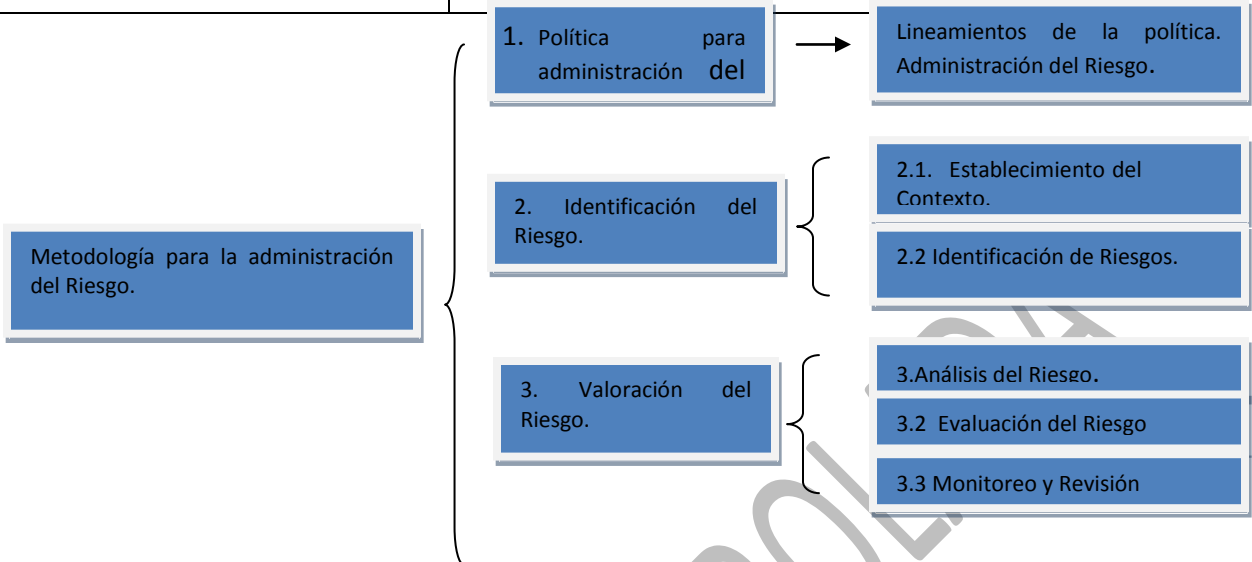 1. Política para
administración del
Lineamientos de la política.
Administración del Riesgo.
Metodología para la administración
del Riesgo.
2. Identificación del
Riesgo.
2.1. Establecimiento del
Contexto.
2.2 Identificación de Riesgos.
3. Valoración del
Riesgo.
3.Análisis del Riesgo.
3.2 Evaluación del Riesgo
3.3 Monitoreo y Revisión